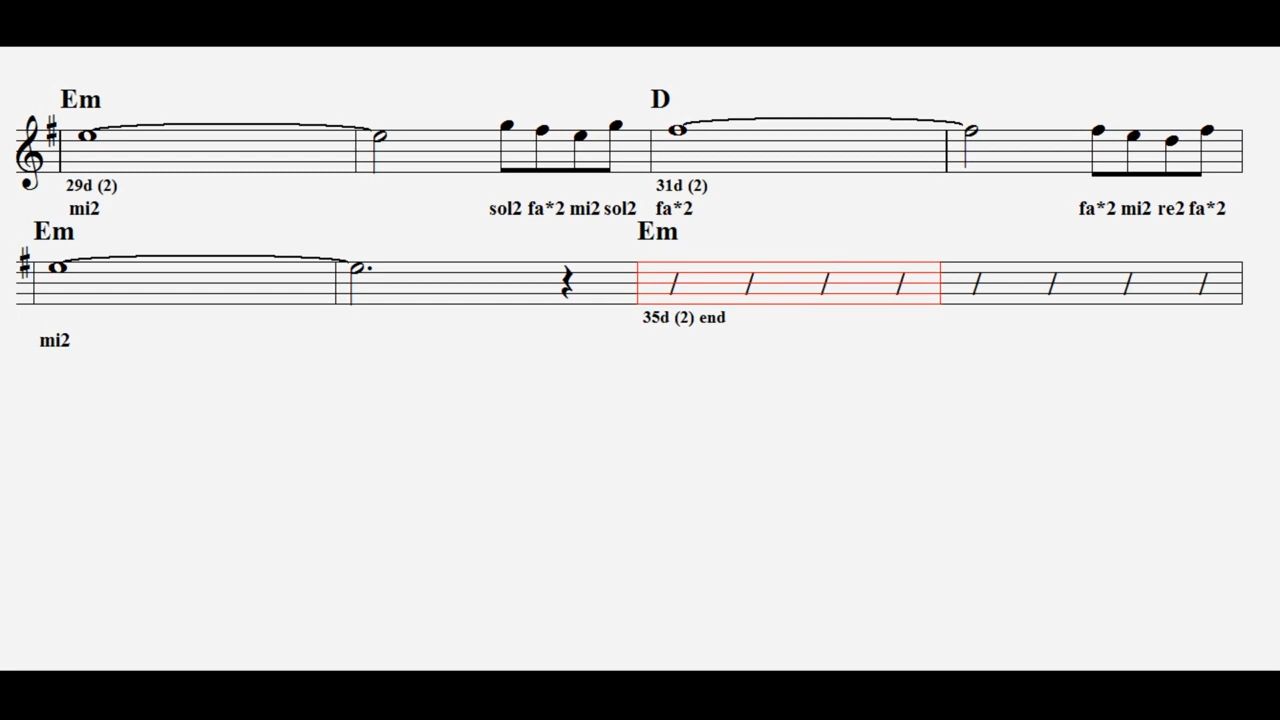 Em D
29d (2) 31d (2)
mi2 sol2 fa*2 mi2 sol2 fa*2 fa*2 mi2 re2 fa*2
Em Em
35d (2) end
mi2